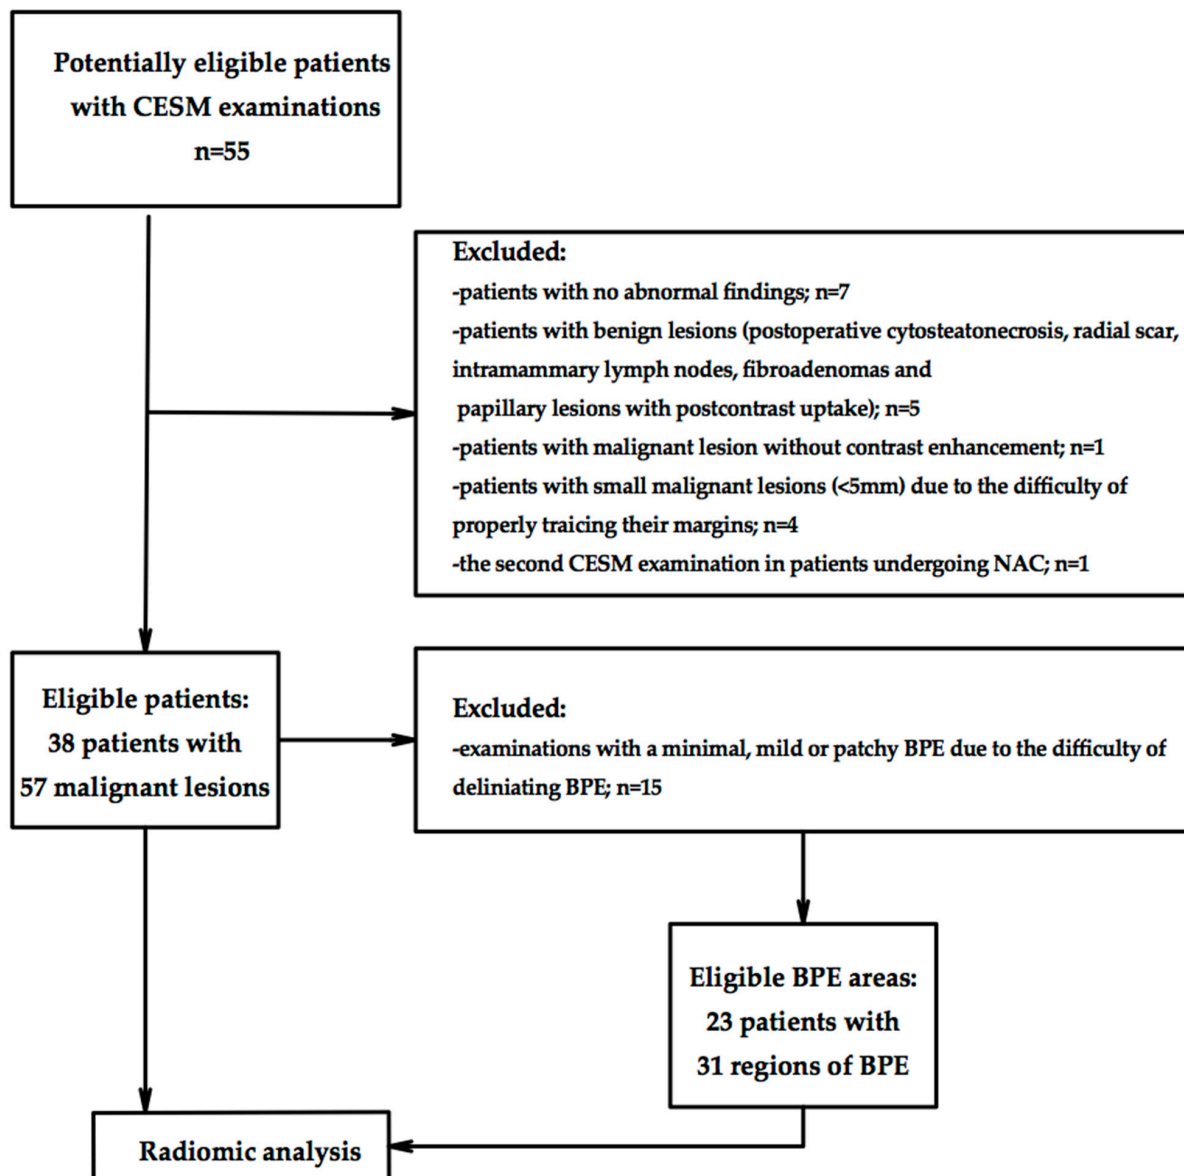 Potentially eligible patients
with CESM examinations
n=55
Excluded:
-patients with no abnormal findings; n=7
-patients with benign lesions (postoperative cytosteatonecrosis, radial scar,
intramammary lymph nodes, fibroadenomas and
papillary lesions with postcontrast uptake); n=5
-patients with malignant lesion without contrast enhancement; n=1
-patients with small malignant lesions (<5mm) due to the difficulty of
properly traicing their margins; n=4
-the second CESM examination in patients undergoing NAC; n=1
Eligible patients:
38 patients with
57 malignant lesions
Excluded:
-examinations with a minimal, mild or patchy BPE due to the difficulty of
deliniating BPE; n=15
Eligible BPE areas:
23 patients with
31 regions of BPE
Radiomic analysis